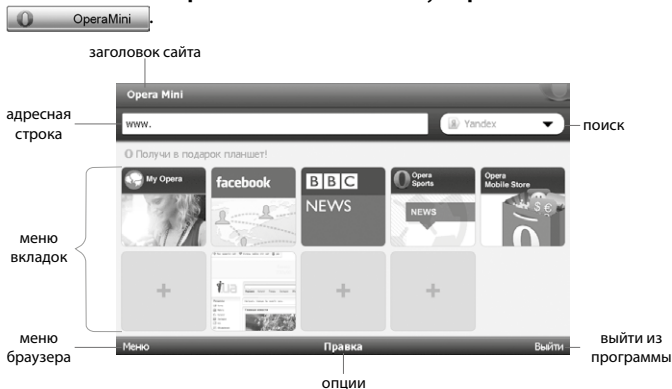 OperaMini .
заголовок сайта
Opera Mini
адресная
строка
www.
Yandex
поиск
Получи в подарок планшет!
My Opera
facebook
BBC
NEWS
Opera
Sports
NEWS
Opera
Mobile Store
меню
вкладок
ua
меню
браузера
Меню
Правка
Выйти
выйти из
программы
опции